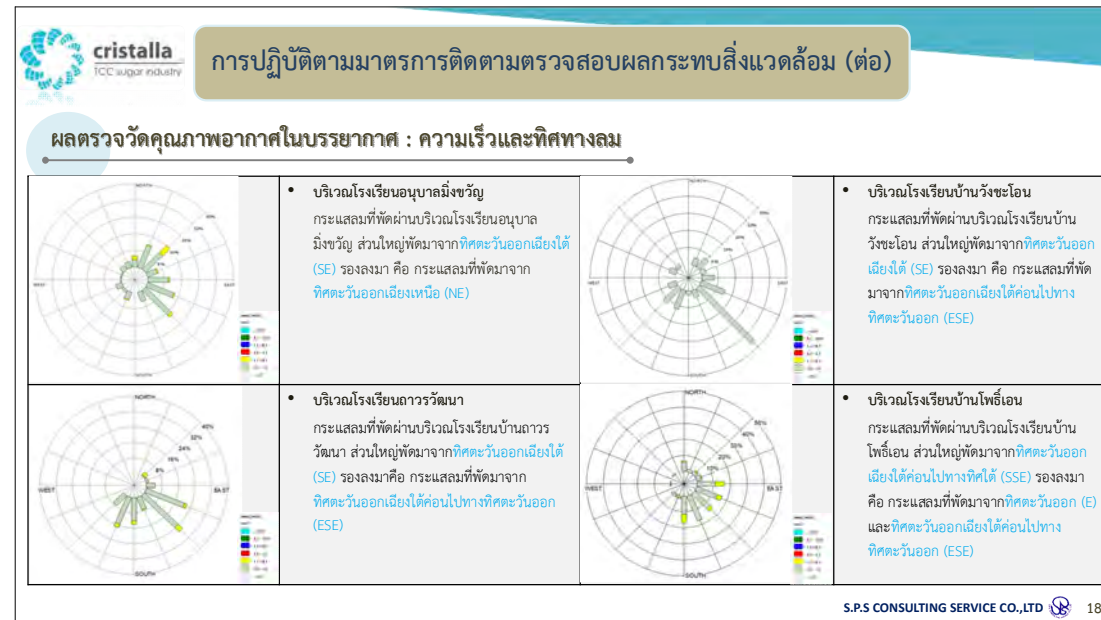 cristalla
TCC sugar industry
การปฏิบัติตามมาตรการติดตามตรวจสอบผลกระทบสิ่งแวดล้อม (ต่อ)
ผลตรวจวัดคุณภาพอากาศในบรรยากาศ : ความเร็วและทิศทางลม
• บริเวณโรงเรียนอนุบาลมิ่งขวัญ
กระแสลมที่พัดผ่านบริเวณโรงเรียนอนุบาล
มิ่งขวัญ ส่วนใหญ่พัดมาจากทิศตะวันออกเฉียงใต้
(SE) รองลงมา คือ กระแสลมที่พัดมาจาก
ทิศตะวันออกเฉียงเหนือ (NE)
• บริเวณโรงเรียนบ้านวังชะโอน
กระแสลมที่พัดผ่านบริเวณโรงเรียนบ้าน
วังชะโอน ส่วนใหญ่พัดมาจากทิศตะวันออก
เฉียงใต้ (SE) รองลงมา คือ กระแสลมที่พัด
มาจากทิศตะวันออกเฉียงใต้ค่อนไปทาง
ทิศตะวันออก (ESE)
NORTH
40%
32%
24%
16%
8%
WEST
EAST
SOUTH
• บริเวณโรงเรียนถาวรวัฒนา
กระแสลมที่พัดผ่านบริเวณโรงเรียนบ้านถาวร
วัฒนา ส่วนใหญ่พัดมาจากทิศตะวันออกเฉียงใต้
(SE) รองลงมาคือ กระแสลมที่พัดมาจาก
ทิศตะวันออกเฉียงใต้ค่อนไปทางทิศตะวันออก
(ESE)
NORTH
50%
40%
30%
20%
10%
WEST
EAST
SOUTH
• บริเวณโรงเรียนบ้านโพธิ์เอน
กระแสลมที่พัดผ่านบริเวณโรงเรียนบ้าน
โพธิ์เอน ส่วนใหญ่พัดมาจากทิศตะวันออก
เฉียงใต้ค่อนไปทางทิศใต้ (SSE) รองลงมา
คือ กระแสลมที่พัดมาจากทิศตะวันออก (E)
และทิศตะวันออกเฉียงใต้ค่อนไปทาง
ทิศตะวันออก (ESE)
S.P.S CONSULTING SERVICE CO.,LTD 18